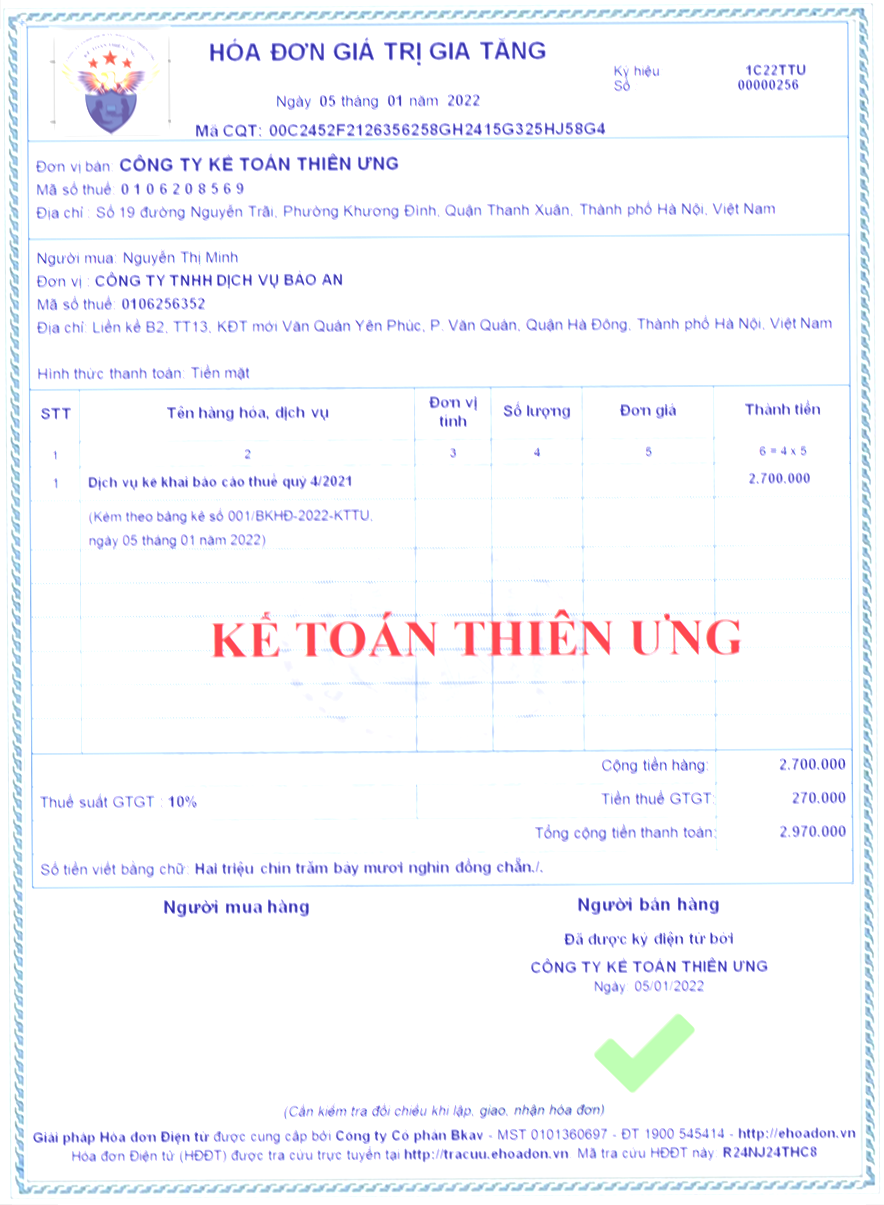 HÓA ĐƠN GIÁ TRỊ GIA TĂNG
Ký hiệu 1C22TTU
Số 00000256
Ngày 05 tháng 01 năm 2022
Mã CQT: 00C2452F2126356258GH2415G325HJ58G4
Đơn vị bán: CÔNG TY KẾ TOÁN THIÊN ƯNG
Mã số thuế: 0 1 0 6 2 0 8 5 6 9
Địa chỉ : Số 19 đường Nguyễn Trãi, Phường Khương Đình, Quận Thanh Xuân, Thành phố Hà Nội, Việt Nam
Người mua: Nguyễn Thị Minh
Đơn vị : CÔNG TY TNHH DỊCH VỤ BẢO AN
Mã số thuế: 0106256352
Địa chỉ: Liền kề B2, TT13, KĐT mới Văn Quán Yên Phúc, P. Văn Quán, Quận Hà Đông, Thành phố Hà Nội, Việt Nam
Hình thức thanh toán: Tiền mặt
STT Tên hàng hóa, dịch vụ Đơn vị tính Số lượng Đơn giá Thành tiền
1 2 3 4 5 6 = 4 x 5
1 Dịch vụ kê khai báo cáo thuế quý 4/2021 2.700.000
(Kèm theo bảng kê số 001/BKHĐ-2022-KTTU,
ngày 05 tháng 01 năm 2022)
KẾ TOÁN THIÊN ƯNG
Cộng tiền hàng: 2.700.000
Thuế suất GTGT : 10% Tiền thuế GTGT: 270.000
Tổng cộng tiền thanh toán: 2.970.000
Số tiền viết bằng chữ: Hai triệu chín trăm bảy mươi nghìn đồng chẵn./.
Người mua hàng Người bán hàng
Đã được ký điện tử bởi
CÔNG TY KẾ TOÁN THIÊN ƯNG
Ngày 05/01/2022
(Cần kiểm tra đối chiếu khi lập, giao, nhận hóa đơn)
Giải pháp Hóa đơn Điện tử được cung cấp bởi Công ty Cổ phần Bkav - MST 0101360697 - ĐT 1900 545414 - http://ehoadon.vn
Hóa đơn Điện tử (HĐĐT) được tra cứu trực tuyến tại http://tracuu.ehoadon.vn Mã tra cứu HĐĐT này: R24NJ24THC8